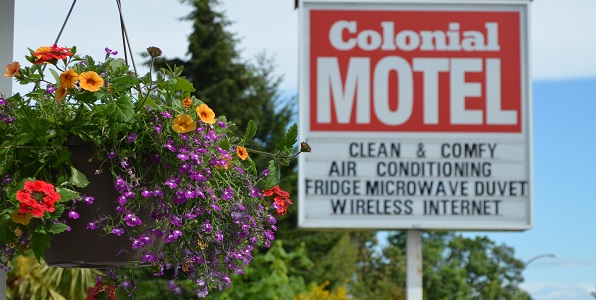 Colonial
MOTEL
CLEAN & COMFY
AIR CONDITIONING
FRIDGE MICROWAVE DUVET
WIRELESS INTERNET